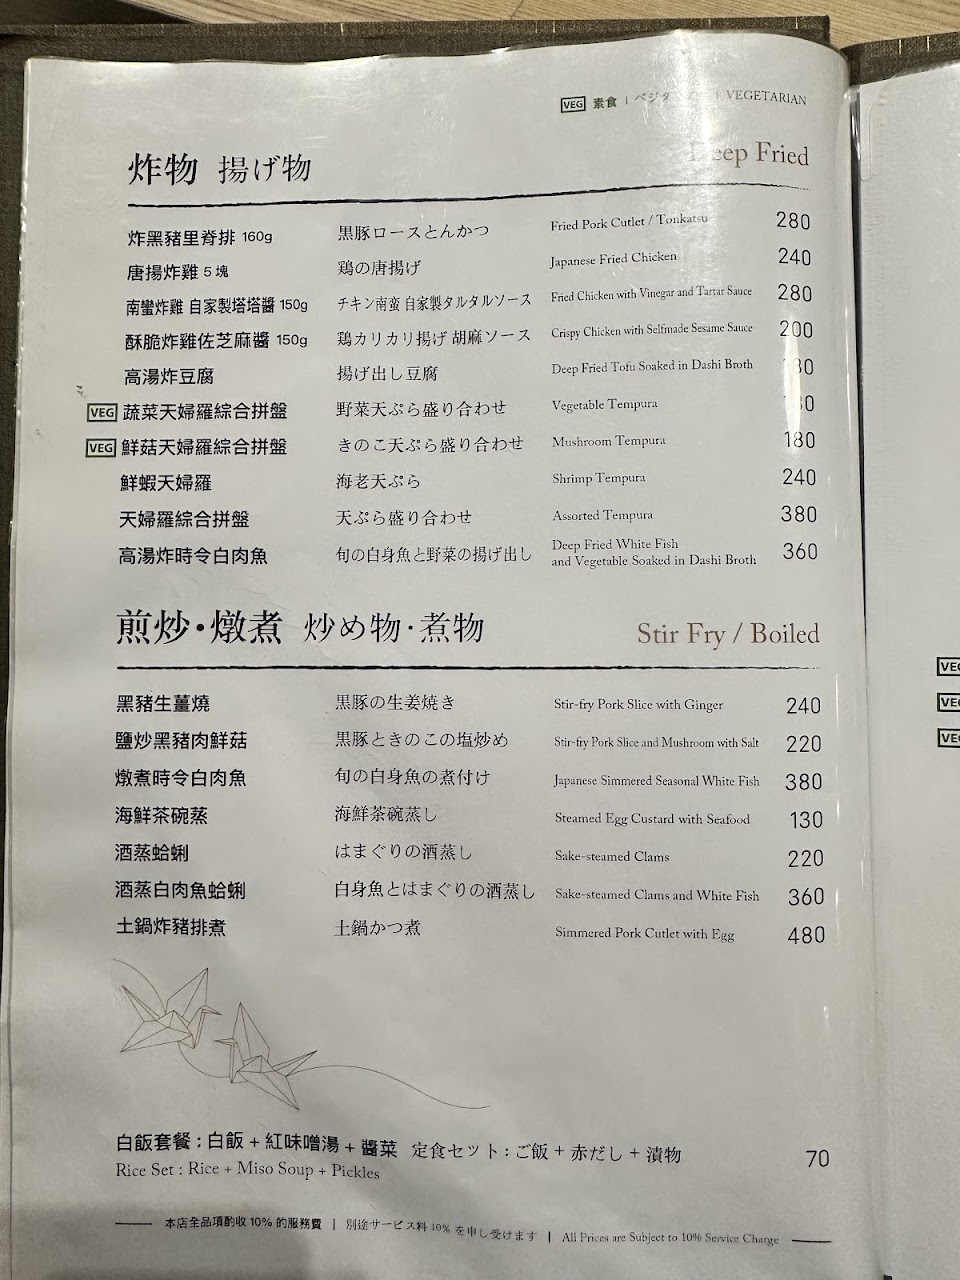 VEG 素食 | ベジタ | VEGETARIAN
炸物 揚げ物 Deep Fried
炸黑豬里脊排 160g 黒豚ロースとんかつ Fried Pork Cutlet / Tonkatsu 280
唐揚炸雞 5 塊 鶏の唐揚げ Japanese Fried Chicken 240
南蠻炸雞 自家製塔塔醬 150g チキン南蛮 自家製タルタルソース Fried Chicken with Vinegar and Tartar Sauce 280
酥脆炸雞佐芝麻醬 150g 鶏カリカリ揚げ 胡麻ソース Crispy Chicken with Selfmade Sesame Sauce 200
高湯炸豆腐 揚げ出し豆腐 Deep Fried Tofu Soaked in Dashi Broth
VEG 蔬菜天婦羅綜合拼盤 野菜天ぷら盛り合わせ Vegetable Tempura
VEG 鮮菇天婦羅綜合拼盤 きのこ天ぷら盛り合わせ Mushroom Tempura 180
鮮蝦天婦羅 海老天ぷら Shrimp Tempura 240
天婦羅綜合拼盤 天ぷら盛り合わせ Assorted Tempura 380
高湯炸時令白肉魚 旬の白身魚と野菜の揚げ出し Deep Fried White Fish and Vegetable Soaked in Dashi Broth 360
煎炒・燉煮 炒め物・煮物 Stir Fry / Boiled
黑豬生薑燒 黒豚の生姜焼き Stir-fry Pork Slice with Ginger 240
鹽炒黑豬肉鮮菇 黒豚ときのこの塩炒め Stir-fry Pork Slice and Mushroom with Salt 220
燉煮時令白肉魚 旬の白身魚の煮付け Japanese Simmered Seasonal White Fish 380
海鮮茶碗蒸 海鮮茶碗蒸し Steamed Egg Custard with Seafood 130
酒蒸蛤蜊 はまぐりの酒蒸し Sake-steamed Clams 220
酒蒸白肉魚蛤蜊 白身魚とはまぐりの酒蒸し Sake-steamed Clams and White Fish 360
土鍋炸豬排煮 土鍋かつ煮 Simmered Pork Cutlet with Egg 480
白飯套餐 : 白飯 + 紅味噌湯 + 醬菜 定食セット : ご飯 + 赤だし + 漬物 70
Rice Set : Rice + Miso Soup + Pickles
本店全品項酌收 10% 的服務費 | 別途サービス料 10% を申し受けます | All Prices are Subject to 10% Service Charge